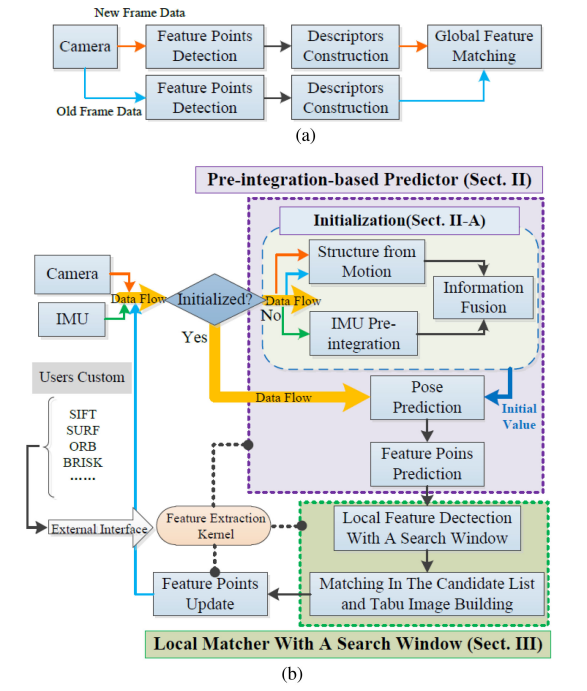 New Frame Data
Camera
Feature Points
Detection
Descriptors
Construction
Global Feature
Matching
Feature Points
Detection
Descriptors
Construction
Old Frame Data
(a)
Pre-integration-based Predictor (Sect. II)
Initialization(Sect. II-A)
Structure from
Motion
Camera
Data Flow
Initialized?
Data Flow
Information
Fusion
IMU
No
IMU Pre-
integration
Yes
Users Custom
Data Flow
Pose
Prediction
Initial
Value
SIFT
SURF
ORB
BRISK
......
Feature Poins
Prediction
External Interface
Feature Extraction
Kernel
Local Feature Dectection
With A Search Window
Feature Points
Update
Matching In The Candidate List
and Tabu Image Building
Local Matcher With A Search Window (Sect. III)
(b)